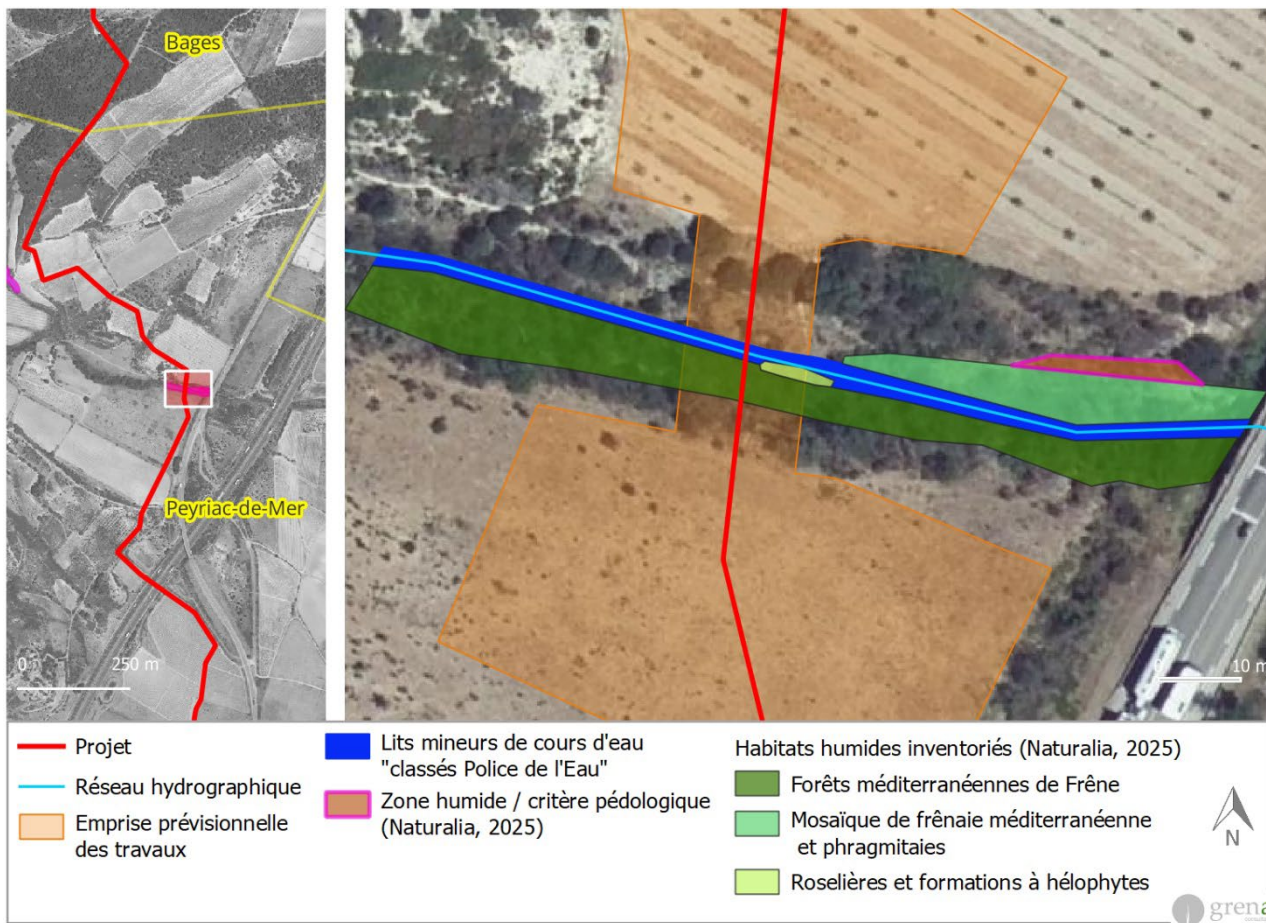 Bages
Peyriac-de-Mer
0 250 m
10 m
Projet
Réseau hydrographique
Emprise prévisionnelle
des travaux
Lits mineurs de cours d'eau
"classés Police de l'Eau"
Zone humide / critère pédologique
(Naturalia, 2025)
Habitats humides inventoriés (Naturalia, 2025)
Forêts méditerranéennes de Frêne
Mosaïque de frênaie méditerranéenne
et phragmitaies
Roselières et formations à hélophytes
N